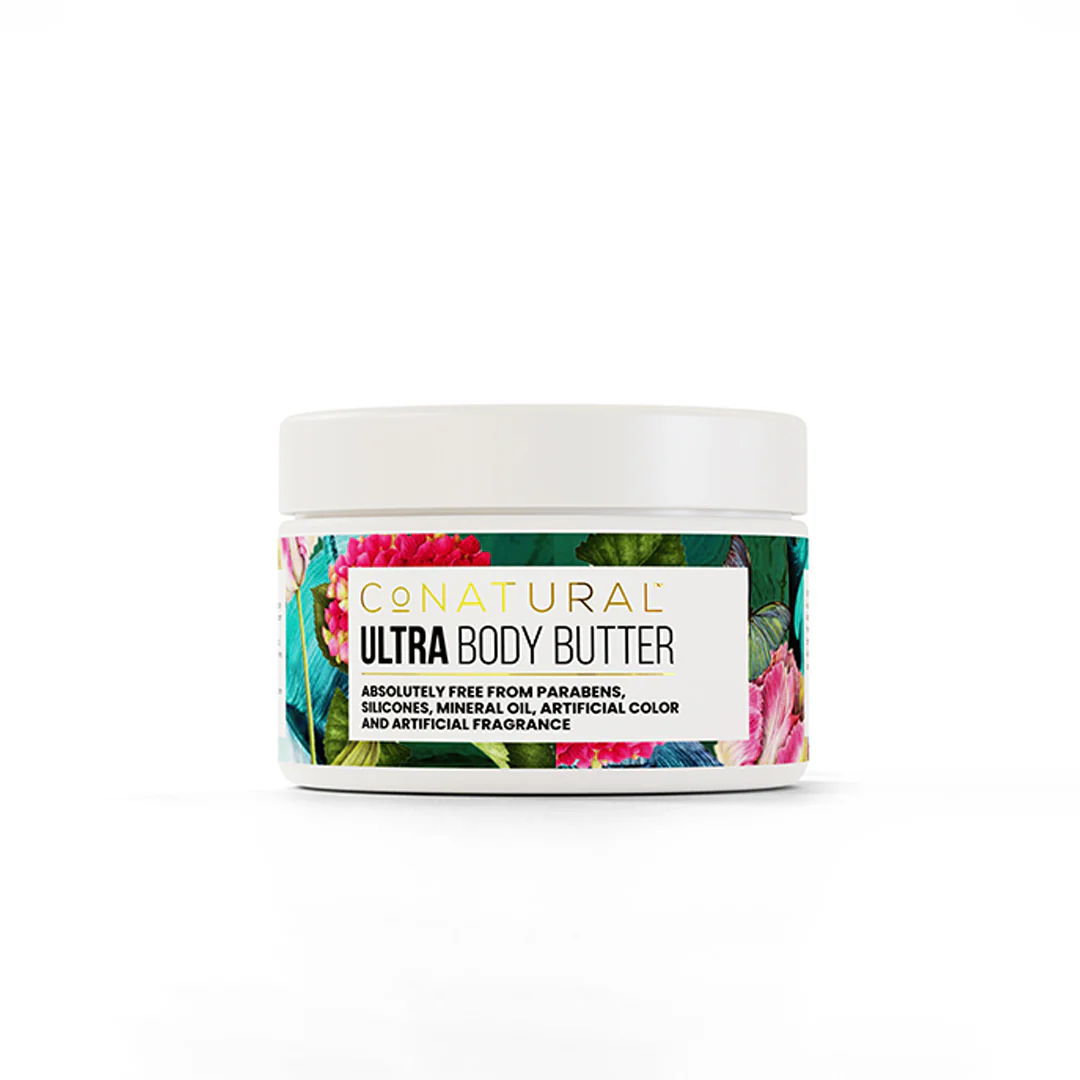 CoNATURAL™
ULTRA BODY BUTTER
ABSOLUTELY FREE FROM PARABENS,
SILICONES, MINERAL OIL, ARTIFICIAL COLOR
AND ARTIFICIAL FRAGRANCE